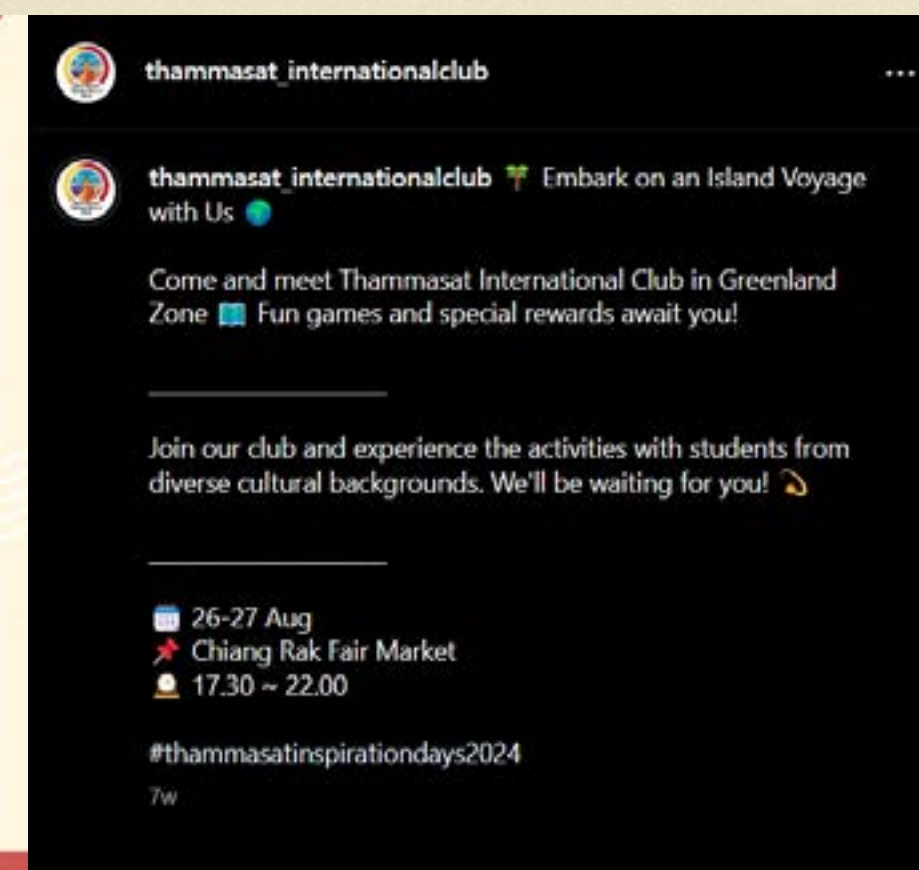 thammasat_internationalclub
thammasat_internationalclub 🌴 Embark on an Island Voyage
with Us 🌍
Come and meet Thammasat International Club in Greenland
Zone 🗺️ Fun games and special rewards await you!
Join our club and experience the activities with students from
diverse cultural backgrounds. We'll be waiting for you! 💫
🗓️ 26-27 Aug
📌 Chiang Rak Fair Market
🕰️ 17.30 ~ 22.00
#thammasatinspirationdays2024
7w